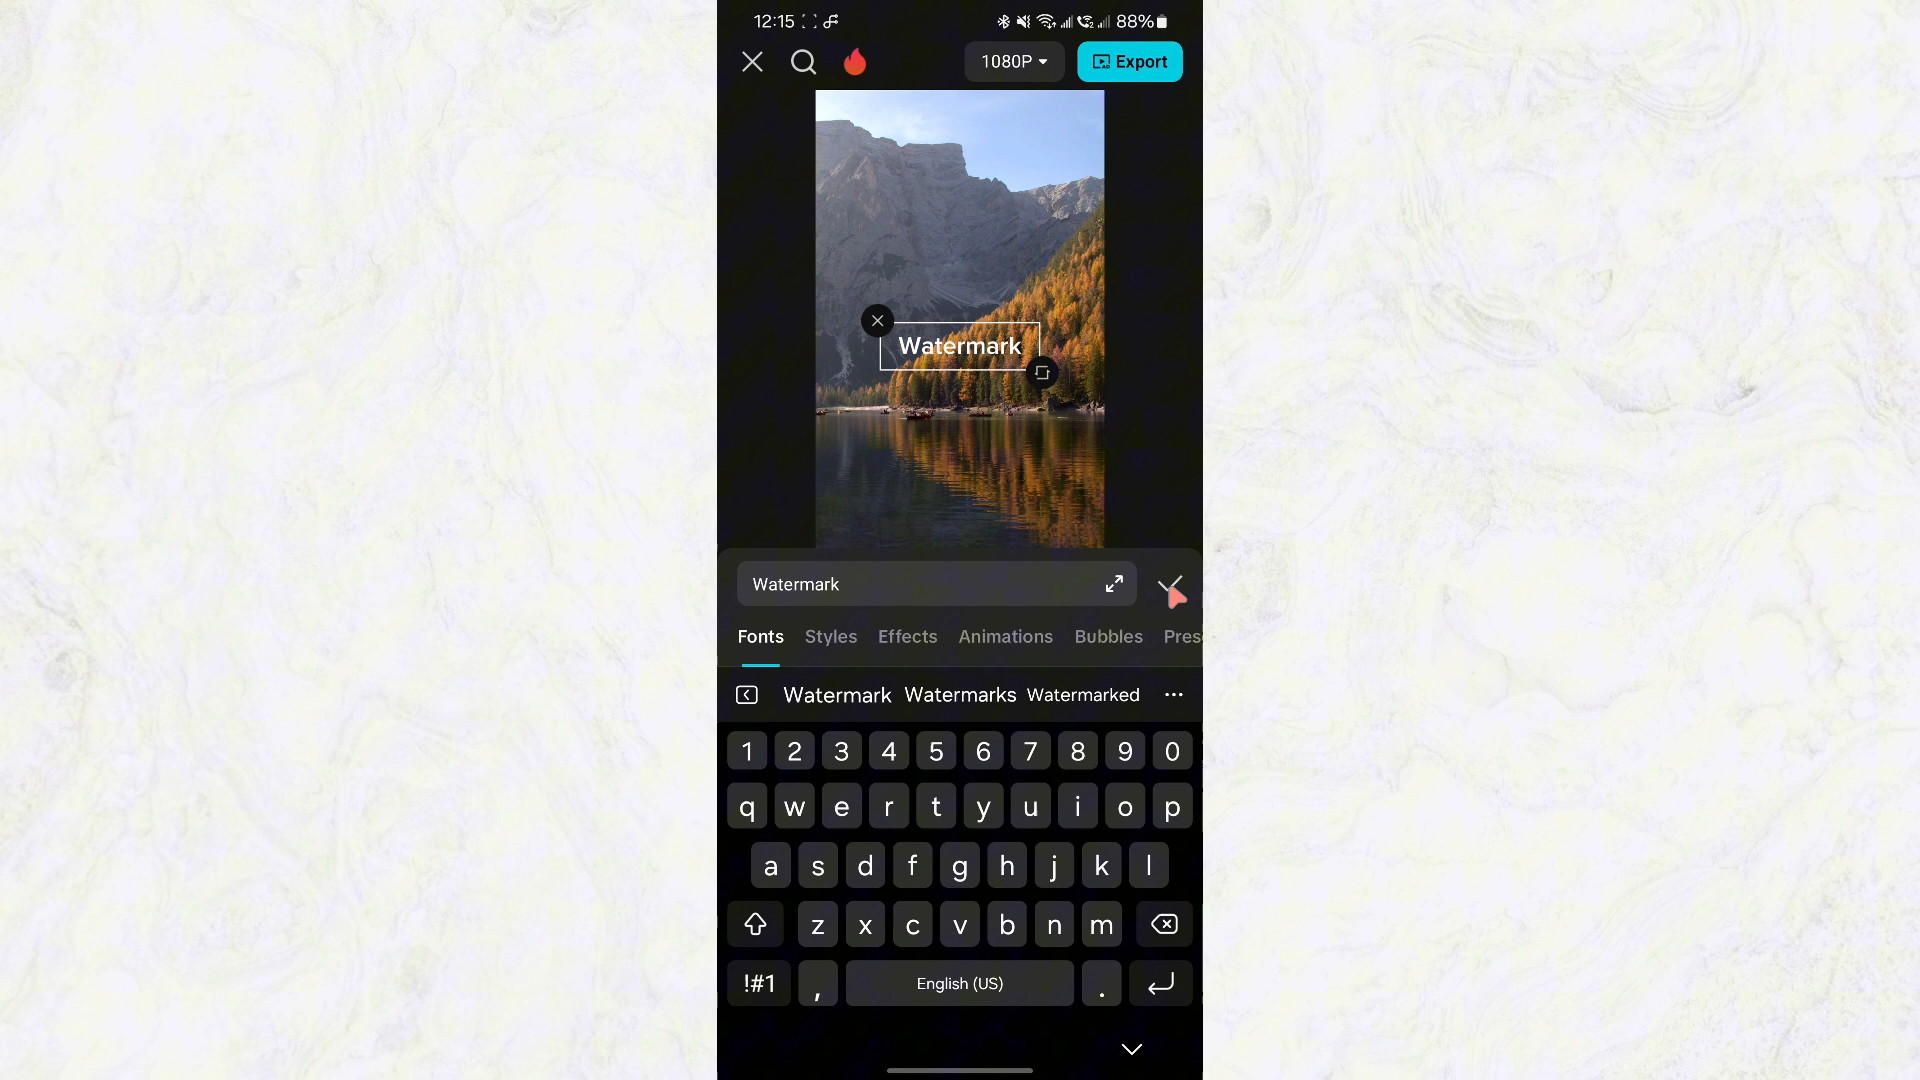 12:15 88%
1080P Export
Watermark
Watermark
Fonts Styles Effects Animations Bubbles Pres
Watermark Watermarks Watermarked ...
1 2 3 4 5 6 7 8 9 0
q w e r t y u i o p
a s d f g h j k l
z x c v b n m
!#1 , English (US) .